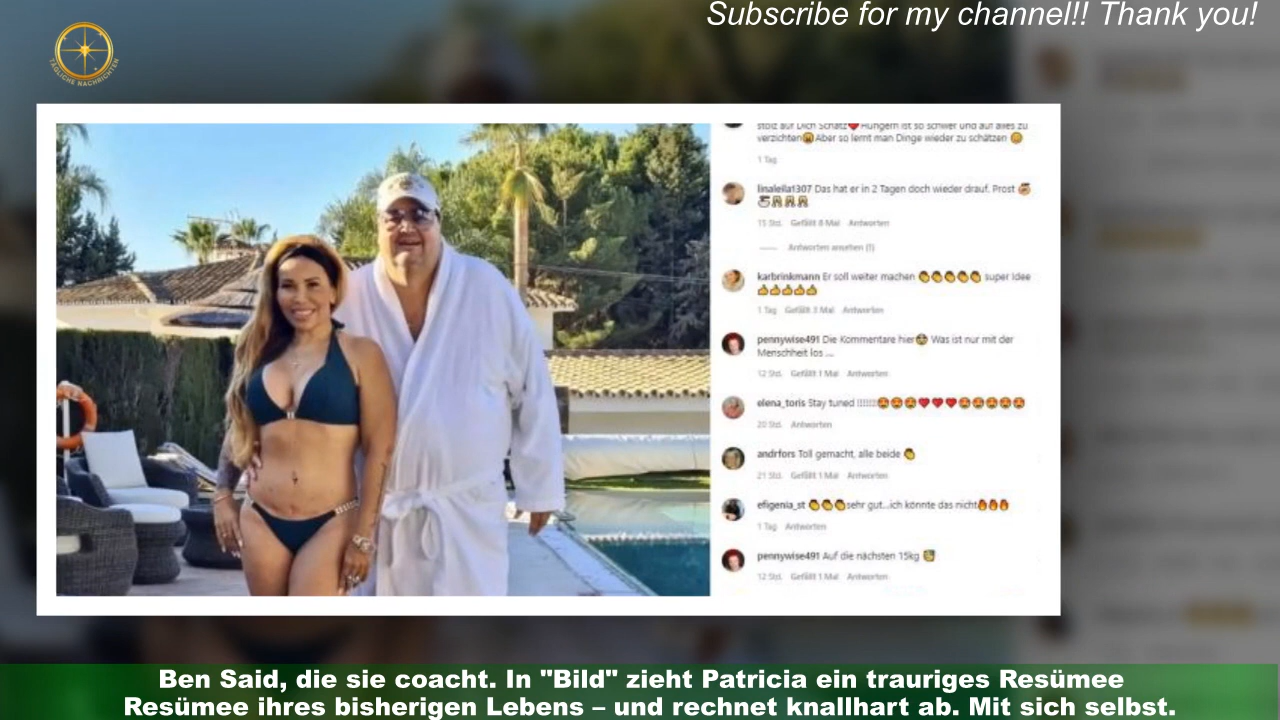 Subscribe for my channel!! Thank you!
TÄGLICHE NACHRICHTEN
stolz auf Dich Schatz❤️Hungern ist so schwer und auf alles zu
verzichten😫Aber so lernt man Dinge wieder zu schätzen
1 Tag
linaleila1307 Das hat er in 2 Tagen doch wieder drauf. Prost
15 Std. Gefällt 8 Mal Antworten
Antworten ansehen (1)
karbrinkmann Er soll weiter machen 👏👏👏👏👏 super Idee
👍👍👍👍👍
1 Tag Gefällt 3 Mal Antworten
pennywise491 Die Kommentare hier Was ist nur mit der
Menschheit los ...
12 Std. Gefällt 1 Mal Antworten
elena_toris Stay tuned !!!!!!!😍😍😍❤️❤️❤️😍😍😍😍😍
20 Std. Antworten
andrfors Toll gemacht, alle beide 👏
21 Std. Gefällt 1 Mal Antworten
efigenia_st 👏👏👏sehr gut...ich könnte das nicht🔥🔥🔥
1 Tag Antworten
pennywise491 Auf die nächsten 15kg
12 Std. Gefällt 1 Mal Antworten
Ben Said, die sie coacht. In "Bild" zieht Patricia ein trauriges Resümee
Resümee ihres bisherigen Lebens – und rechnet knallhart ab. Mit sich selbst.